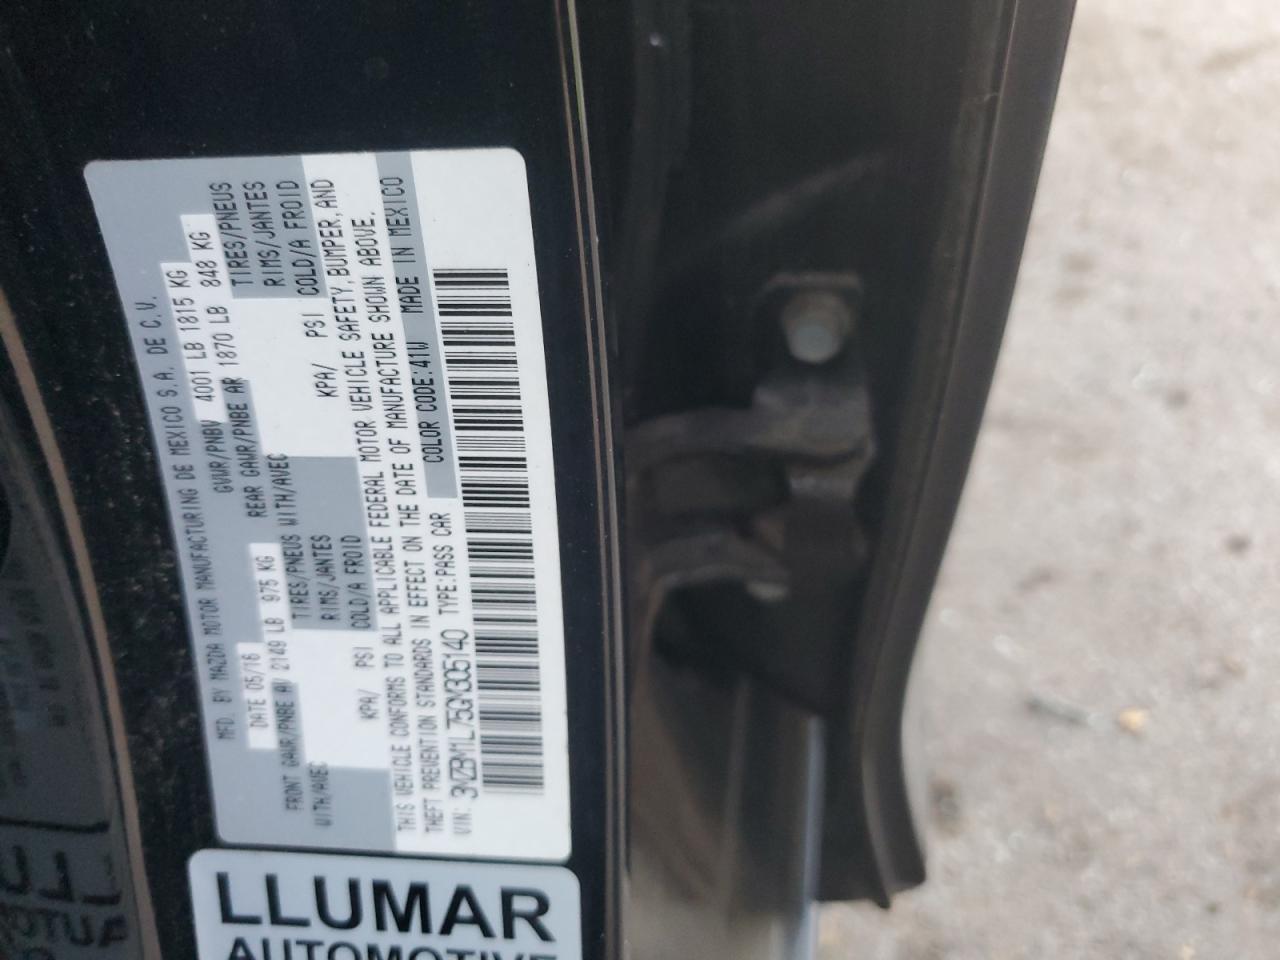 MFD. BY MAZDA MOTOR MANUFACTURING DE MEXICO S.A. DE C.V.
DATE 05/16 GVWR/PNBV 4001 LB 1815 KG
FRONT GAWR/PNBE AV 2149 LB 975 KG REAR GAWR/PNBE AR 1870 LB 848 KG
WITH/AVEC TIRES/PNEUS WITH/AVEC TIRES/PNEUS
RIMS/JANTES RIMS/JANTES
KPA/ PSI COLD/A FROID KPA/ PSI COLD/A FROID
THIS VEHICLE CONFORMS TO ALL APPLICABLE FEDERAL MOTOR VEHICLE SAFETY, BUMPER, AND
THEFT PREVENTION STANDARDS IN EFFECT ON THE DATE OF MANUFACTURE SHOWN ABOVE.
VIN: 3MZBM1L75GM305140 TYPE:PASS CAR COLOR CODE:41W MADE IN MEXICO
LLUMAR
AUTOMOTIVE